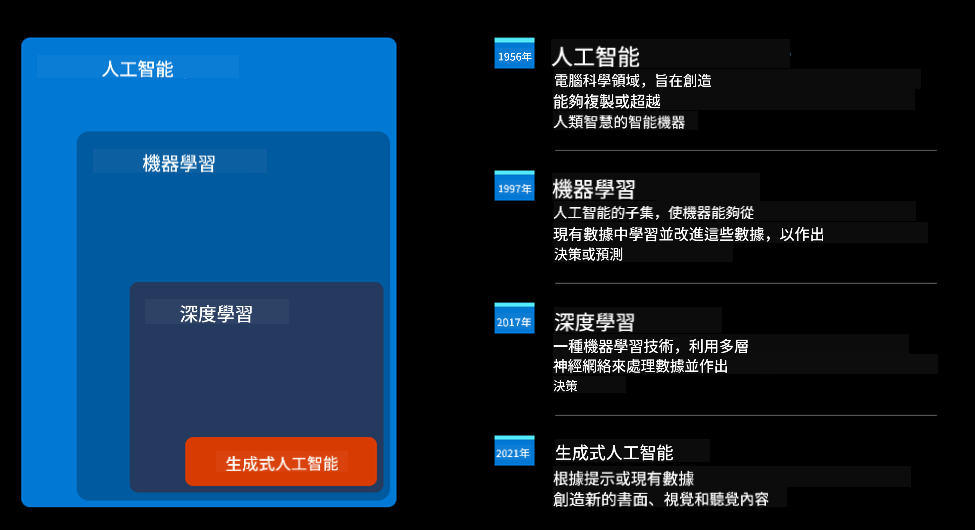 人工智能
機器學習
深度學習
生成式人工智能
1956年
人工智能
電腦科學領域，旨在創造
能夠複製或超越
人類智慧的智能機器
1997年
機器學習
人工智能的子集，使機器能夠從
現有數據中學習並改進這些數據，以作出
決策或預測
2017年
深度學習
一種機器學習技術，利用多層
神經網絡來處理數據並作出
決策
2021年
生成式人工智能
根據提示或現有數據
創造新的書面、視覺和聽覺內容